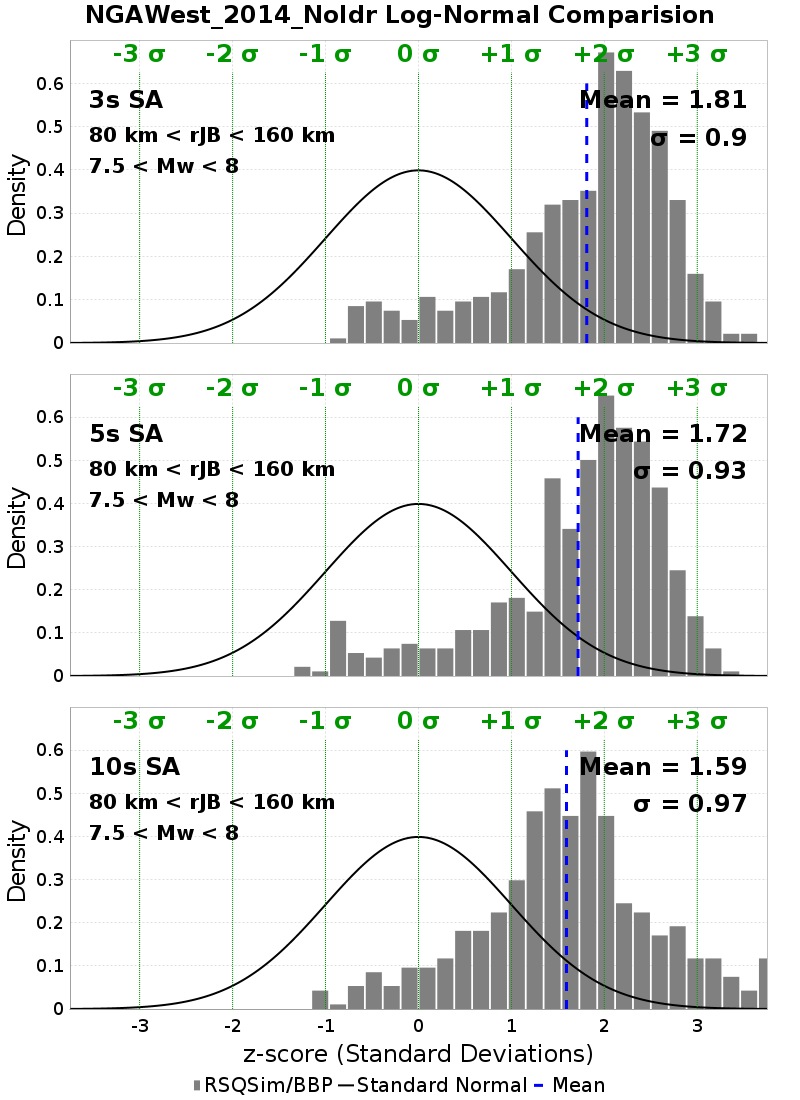 NGAWest_2014_NoIdr Log-Normal Comparision
-3 σ -2 σ -1 σ 0 σ +1 σ +2 σ +3 σ
0.6
3s SA Mean = 1.81
0.5
80 km < rJB < 160 km σ = 0.9
0.4
7.5 < Mw < 8
0.3
0.2
0.1
0
Density
-3 σ -2 σ -1 σ 0 σ +1 σ +2 σ +3 σ
0.6
5s SA Mean = 1.72
0.5
80 km < rJB < 160 km σ = 0.93
0.4
7.5 < Mw < 8
0.3
0.2
0.1
0
Density
-3 σ -2 σ -1 σ 0 σ +1 σ +2 σ +3 σ
0.6
10s SA Mean = 1.59
0.5
80 km < rJB < 160 km σ = 0.97
0.4
7.5 < Mw < 8
0.3
0.2
0.1
0
Density
-3 -2 -1 0 1 2 3
z-score (Standard Deviations)
RSQSim/BBP Standard Normal Mean